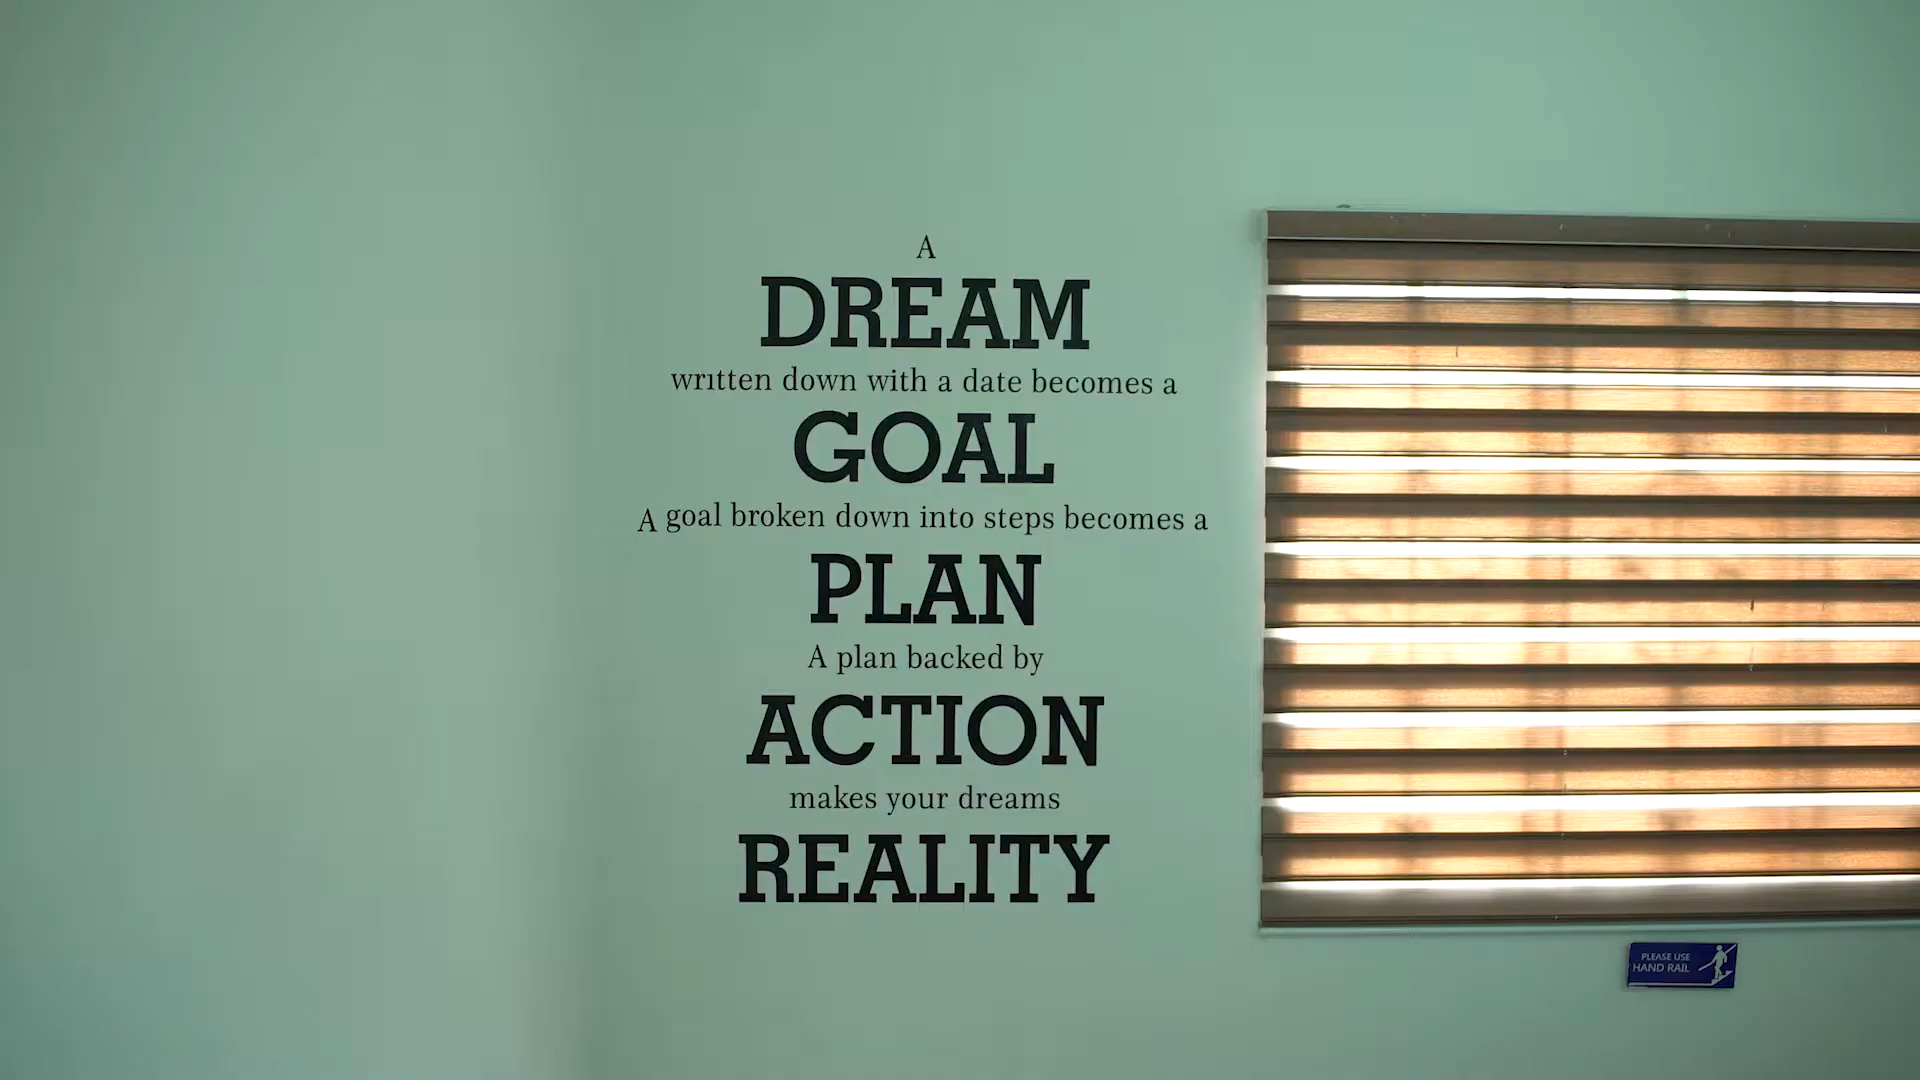 A
DREAM
written down with a date becomes a
GOAL
A goal broken down into steps becomes a
PLAN
A plan backed by
ACTION
makes your dreams
REALITY
PLEASE USE
HAND RAIL